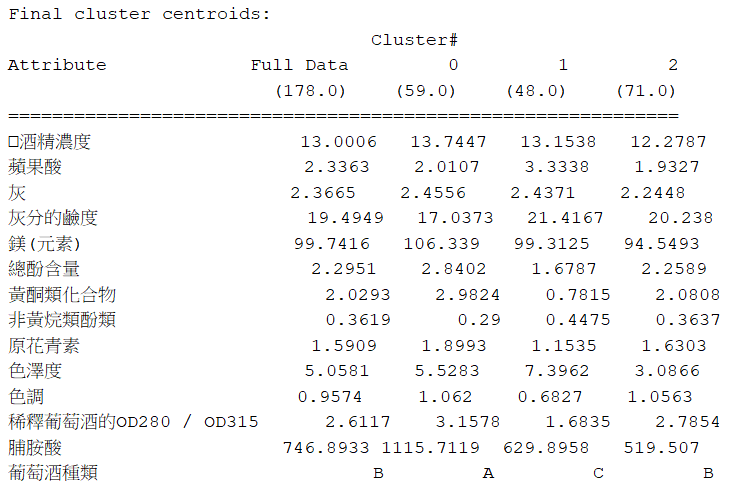 Final cluster centroids:
Cluster#
Attribute Full Data 0 1 2
(178.0) (59.0) (48.0) (71.0)
==============================================================
□酒精濃度 13.0006 13.7447 13.1538 12.2787
蘋果酸 2.3363 2.0107 3.3338 1.9327
灰 2.3665 2.4556 2.4371 2.2448
灰分的鹼度 19.4949 17.0373 21.4167 20.238
鎂(元素) 99.7416 106.339 99.3125 94.5493
總酚含量 2.2951 2.8402 1.6787 2.2589
黃酮類化合物 2.0293 2.9824 0.7815 2.0808
非黃烷類酚類 0.3619 0.29 0.4475 0.3637
原花青素 1.5909 1.8993 1.1535 1.6303
色澤度 5.0581 5.5283 7.3962 3.0866
色調 0.9574 1.062 0.6827 1.0563
稀釋葡萄酒的OD280 / OD315 2.6117 3.1578 1.6835 2.7854
脯胺酸 746.8933 1115.7119 629.8958 519.507
葡萄酒種類 B A C B